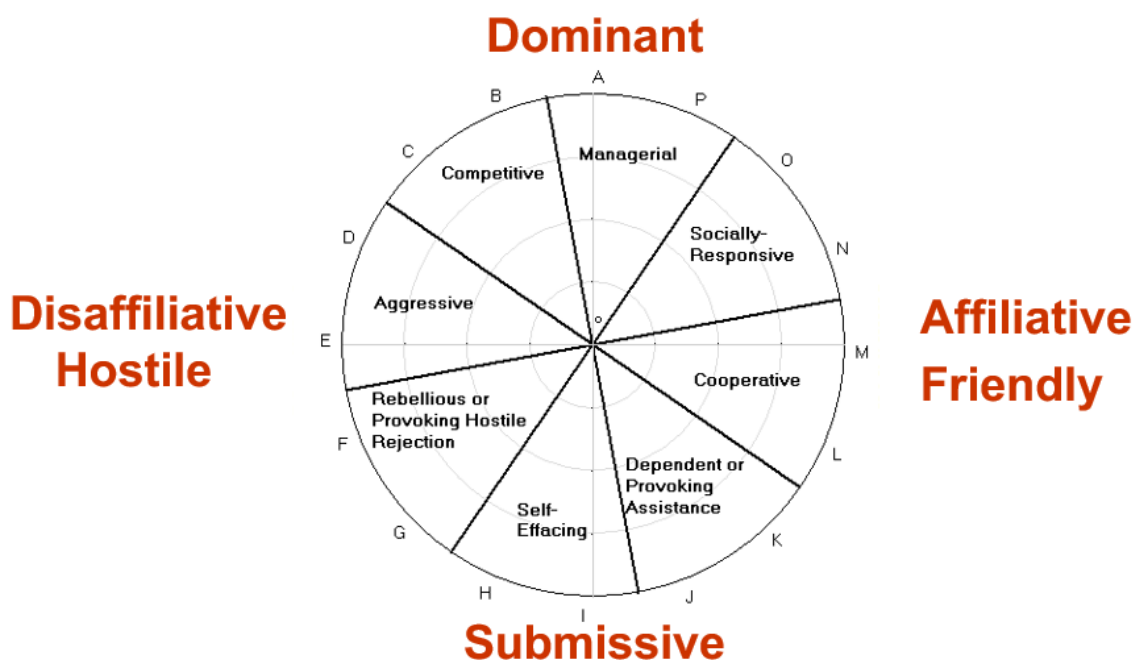 Dominant
A
B
P
C
O
Managerial
Competitive
D
N
Socially-
Responsive
Disaffiliative
Hostile
Aggressive
o
E
M
Affiliative
Friendly
Cooperative
Rebellious or
Provoking Hostile
Rejection
F
L
Dependent or
Provoking
Assistance
Self-
Effacing
G
K
H
J
I
Submissive